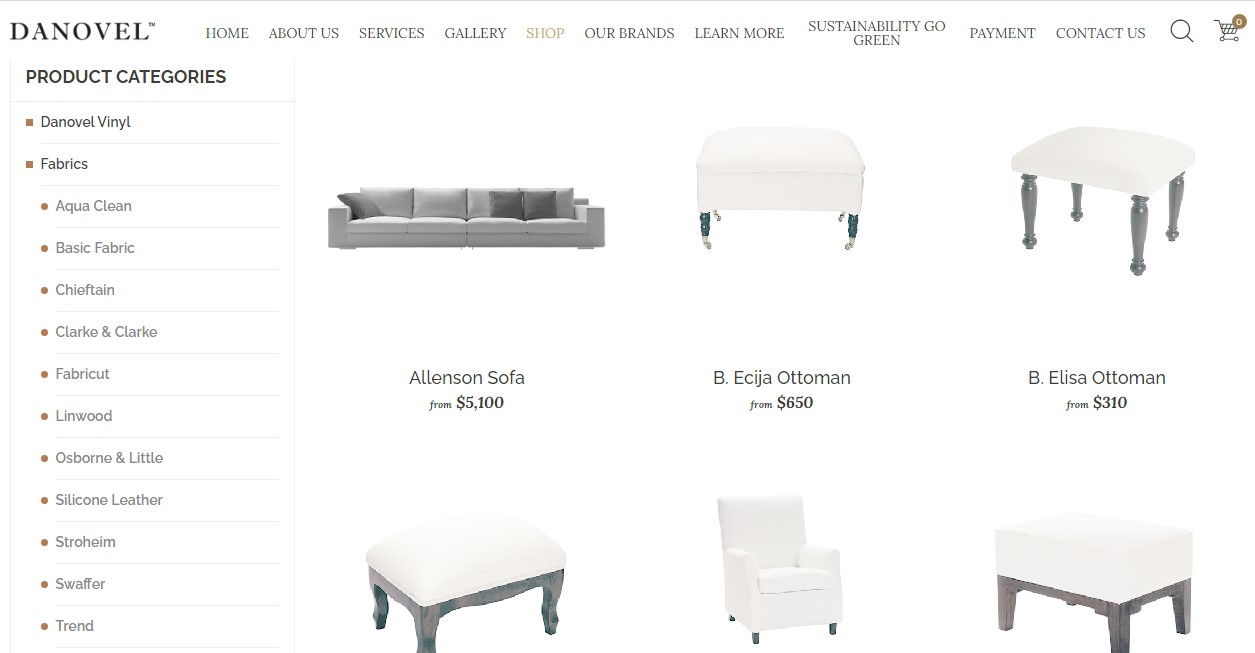 DANOVEL™
HOME ABOUT US SERVICES GALLERY SHOP OUR BRANDS LEARN MORE SUSTAINABILITY GO GREEN PAYMENT CONTACT US 0
PRODUCT CATEGORIES
Danovel Vinyl
Fabrics
Aqua Clean
Basic Fabric
Chieftain
Clarke & Clarke
Fabricut
Linwood
Osborne & Little
Silicone Leather
Stroheim
Swaffer
Trend
Allenson Sofa
from $5,100
B. Ecija Ottoman
from $650
B. Elisa Ottoman
from $310